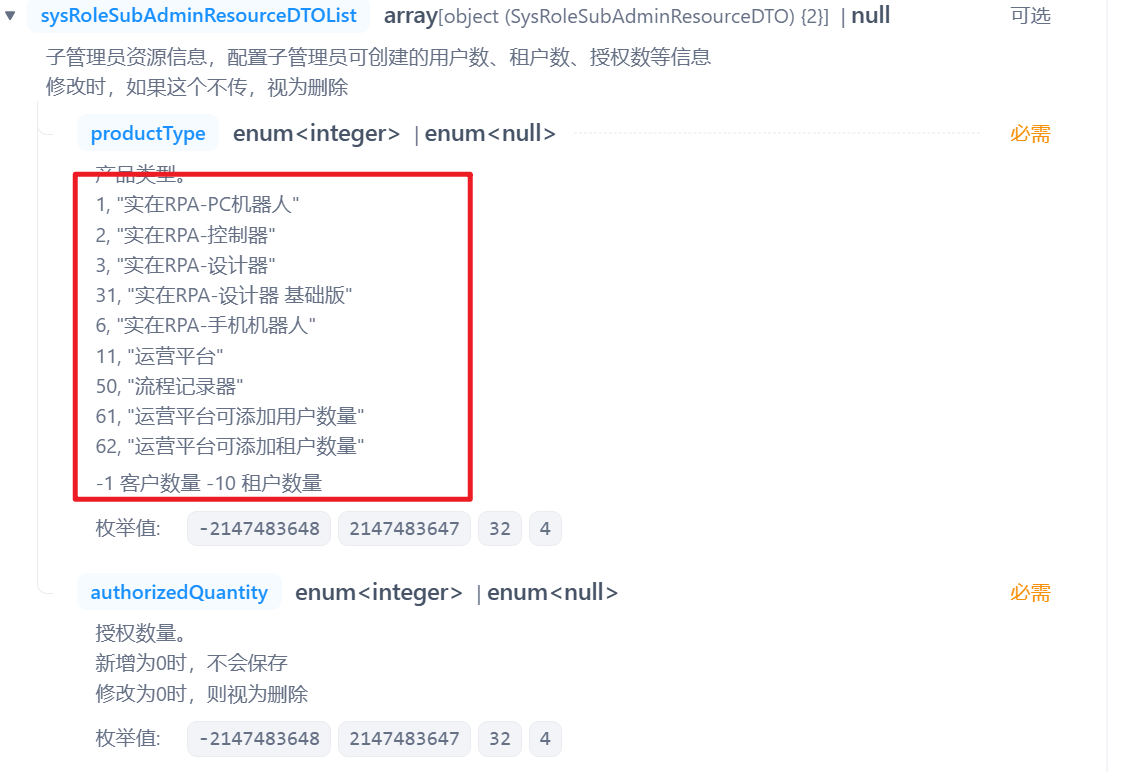 sysRoleSubAdminResourceDTOList array[object (SysRoleSubAdminResourceDTO) {2}] | null 可选
子管理员资源信息，配置子管理员可创建的用户数、租户数、授权数等信息
修改时，如果这个不传，视为删除
productType enum<integer> | enum<null> 必需
产品类型。
1, "实在RPA-PC机器人"
2, "实在RPA-控制器"
3, "实在RPA-设计器"
31, "实在RPA-设计器 基础版"
6, "实在RPA-手机机器人"
11, "运营平台"
50, "流程记录器"
61, "运营平台可添加用户数量"
62, "运营平台可添加租户数量"
-1 客户数量 -10 租户数量
枚举值: -2147483648 2147483647 32 4
authorizedQuantity enum<integer> | enum<null> 必需
授权数量。
新增为0时，不会保存
修改为0时，则视为删除
枚举值: -2147483648 2147483647 32 4